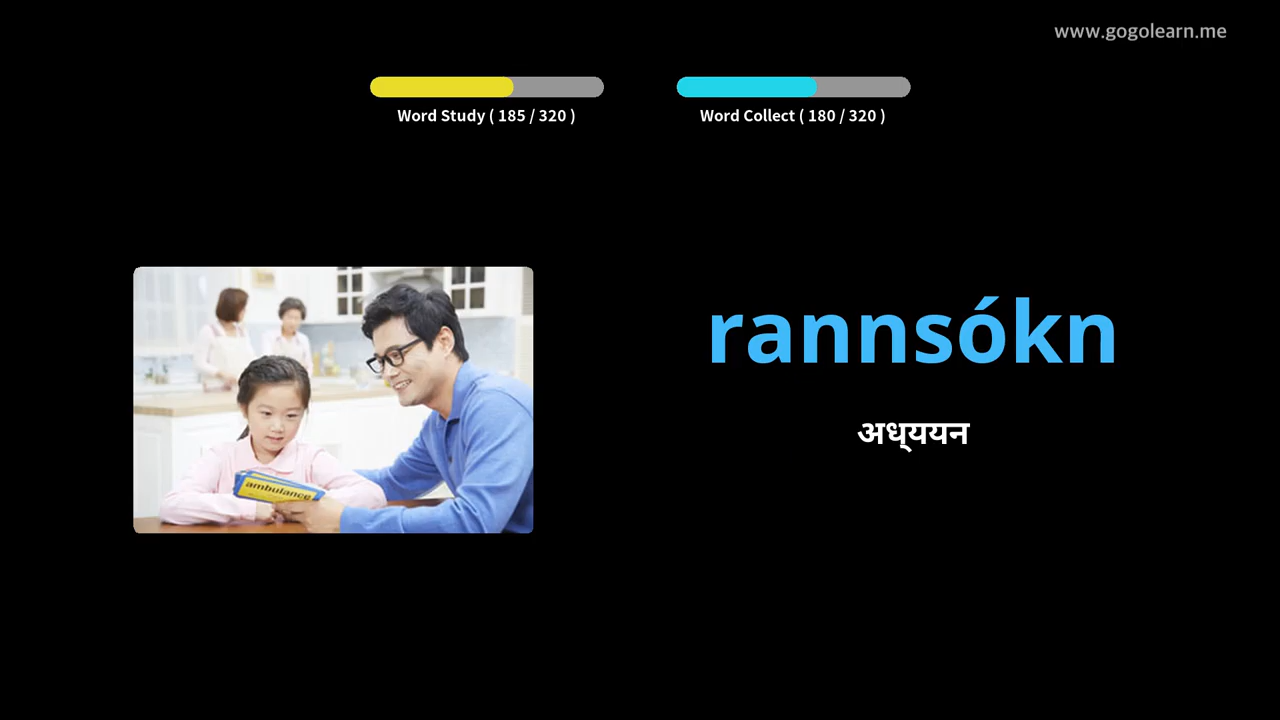 www.gogolearn.me
Word Study ( 185 / 320 )
Word Collect ( 180 / 320 )
ambulance
rannsókn
अध्ययन